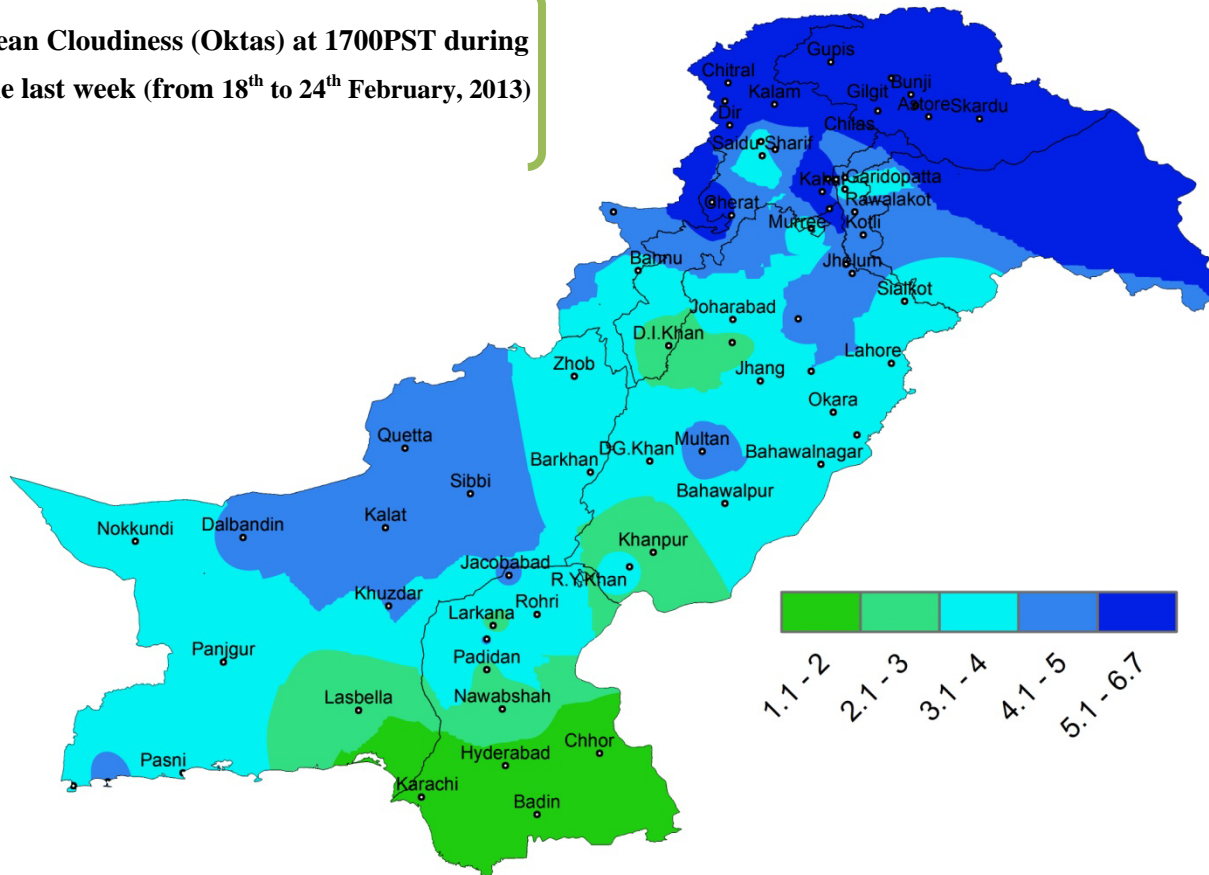 ean Cloudiness (Oktas) at 1700PST during
e last week (from 18th to 24th February, 2013)
Gupis
Chitral
Bunji
Kalam
Gilgit
Astore
Skardu
Dir
Chilas
Saidu Sharif
Garidopatta
Cherat
Rawalakot
Murree
Kotli
Bannu
Jhelum
Sialkot
Joharabad
D.I.Khan
Lahore
Zhob
Jhang
Okara
Quetta
DG.Khan
Multan
Bahawalnagar
Barkhan
Sibbi
Bahawalpur
Kalat
Nokkundi
Dalbandin
Khanpur
Jacobabad
R.Y.Khan
Khuzdar
Larkana
Rohri
Panjgur
Padidan
Lasbella
Nawabshah
Pasni
Hyderabad
Chhor
Karachi
Badin
1.1 - 2
2.1 - 3
3.1 - 4
4.1 - 5
5.1 - 6.7